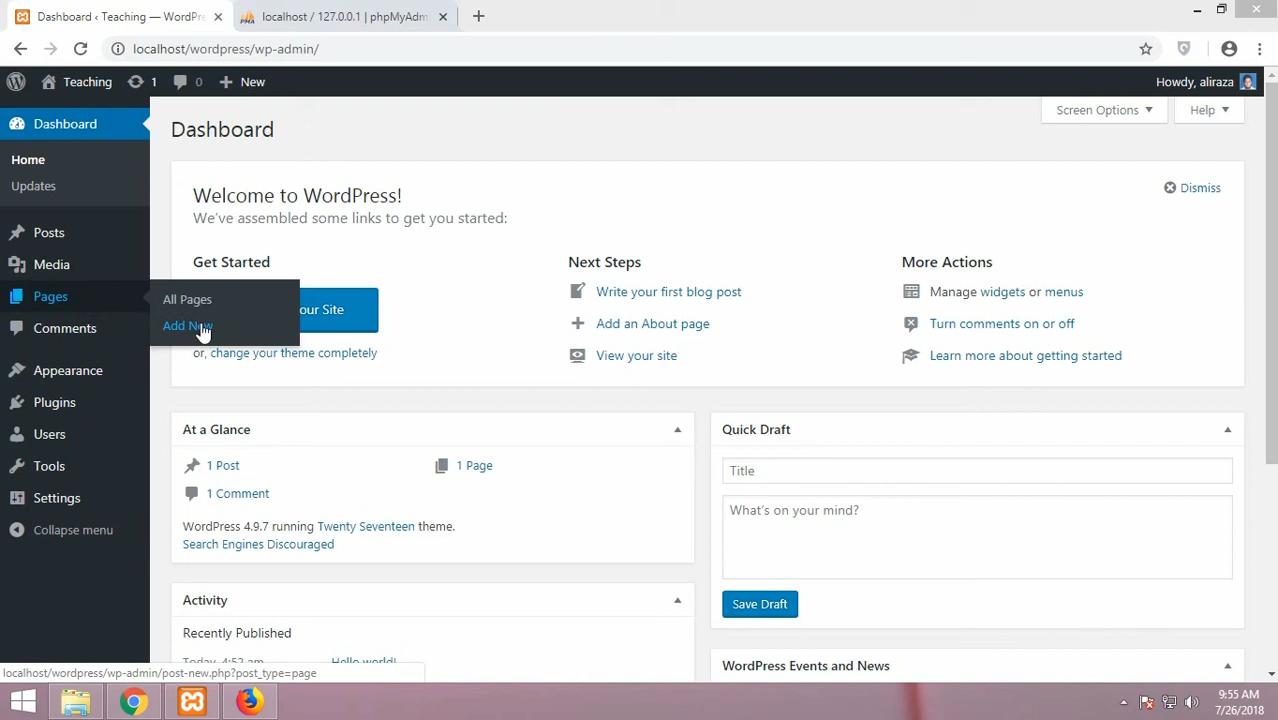 Dashboard ‹ Teaching — WordPre
localhost / 127.0.0.1 | phpMyAdm
localhost/wordpress/wp-admin/
Teaching
1
0
New
Howdy, aliraza
Dashboard
Home
Updates
Posts
Media
Pages
Comments
Appearance
Plugins
Users
Tools
Settings
Collapse menu
All Pages
Add New
Dashboard
Screen Options
Help
Welcome to WordPress!
We've assembled some links to get you started:
Dismiss
Get Started
our Site
or, change your theme completely
Next Steps
Write your first blog post
Add an About page
View your site
More Actions
Manage widgets or menus
Turn comments on or off
Learn more about getting started
At a Glance
1 Post
1 Page
1 Comment
WordPress 4.9.7 running Twenty Seventeen theme.
Search Engines Discouraged
Activity
Recently Published
Today, 4:52 am
Hello world!
Quick Draft
Title
What's on your mind?
Save Draft
WordPress Events and News
localhost/wordpress/wp-admin/post-new.php?post_type=page
9:55 AM
7/26/2018